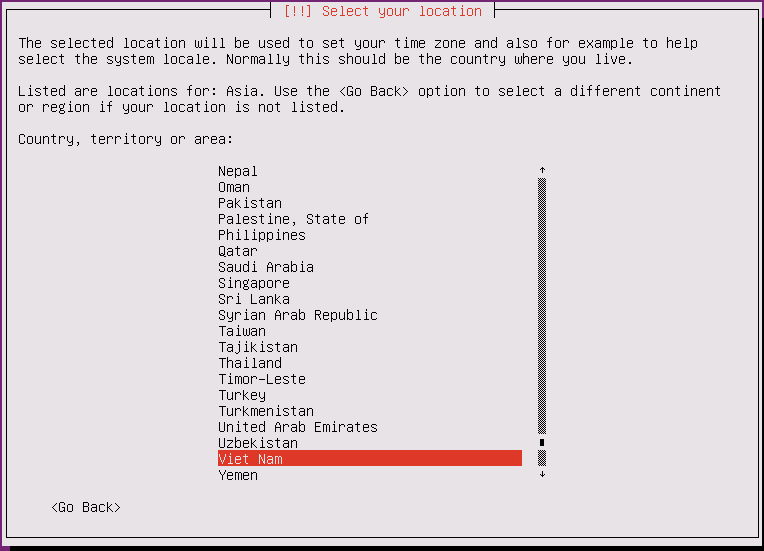 [!!] Select your location
The selected location will be used to set your time zone and also for example to help
select the system locale. Normally this should be the country where you live.
Listed are locations for: Asia. Use the <Go Back> option to select a different continent
or region if your location is not listed.
Country, territory or area:
Nepal
Oman
Pakistan
Palestine, State of
Philippines
Qatar
Saudi Arabia
Singapore
Sri Lanka
Syrian Arab Republic
Taiwan
Tajikistan
Thailand
Timor-Leste
Turkey
Turkmenistan
United Arab Emirates
Uzbekistan
Viet Nam
Yemen
<Go Back>